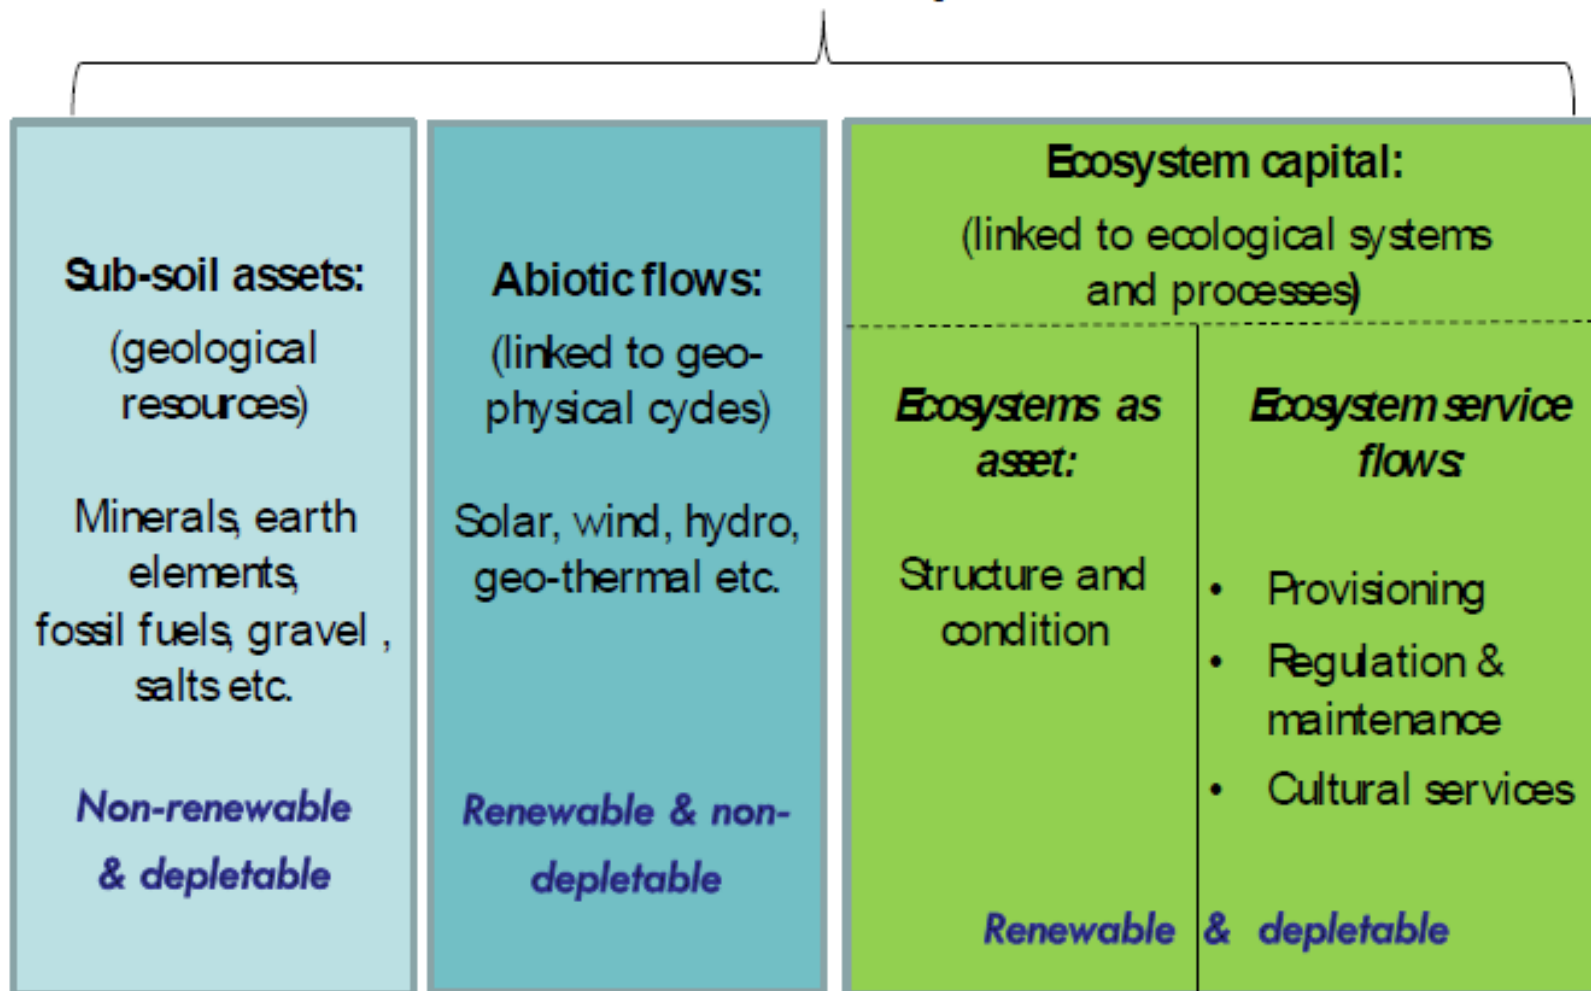 Sub-soil assets:
(geological
resources)
Minerals, earth
elements,
fossil fuels, gravel ,
salts etc.
Non-renewable
& depletable
Abiotic flows:
(linked to geo-
physical cycles)
Solar, wind, hydro,
geo-thermal etc.
Renewable & non-
depletable
Ecosystem capital:
(linked to ecological systems
and processes)
Ecosystems as
asset:
Structure and
condition
Ecosystem service
flows:
• Provisioning
• Regulation &
maintenance
• Cultural services
Renewable & depletable